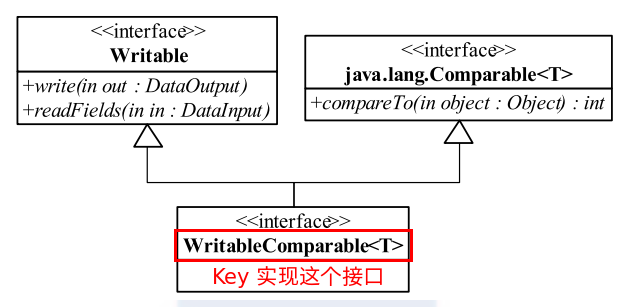 <<interface>>
Writable
+write(in out : DataOutput)
+readFields(in in : DataInput)
<<interface>>
java.lang.Comparable<T>
+compareTo(in object : Object) : int
<<interface>>
WritableComparable<T>
Key 实现这个接口